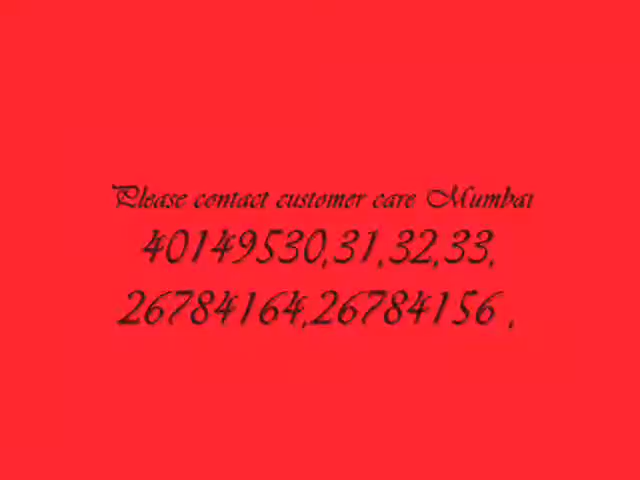 Please contact customer care Mumbai
40149530,31,32,33,
26784164,26784156 ,